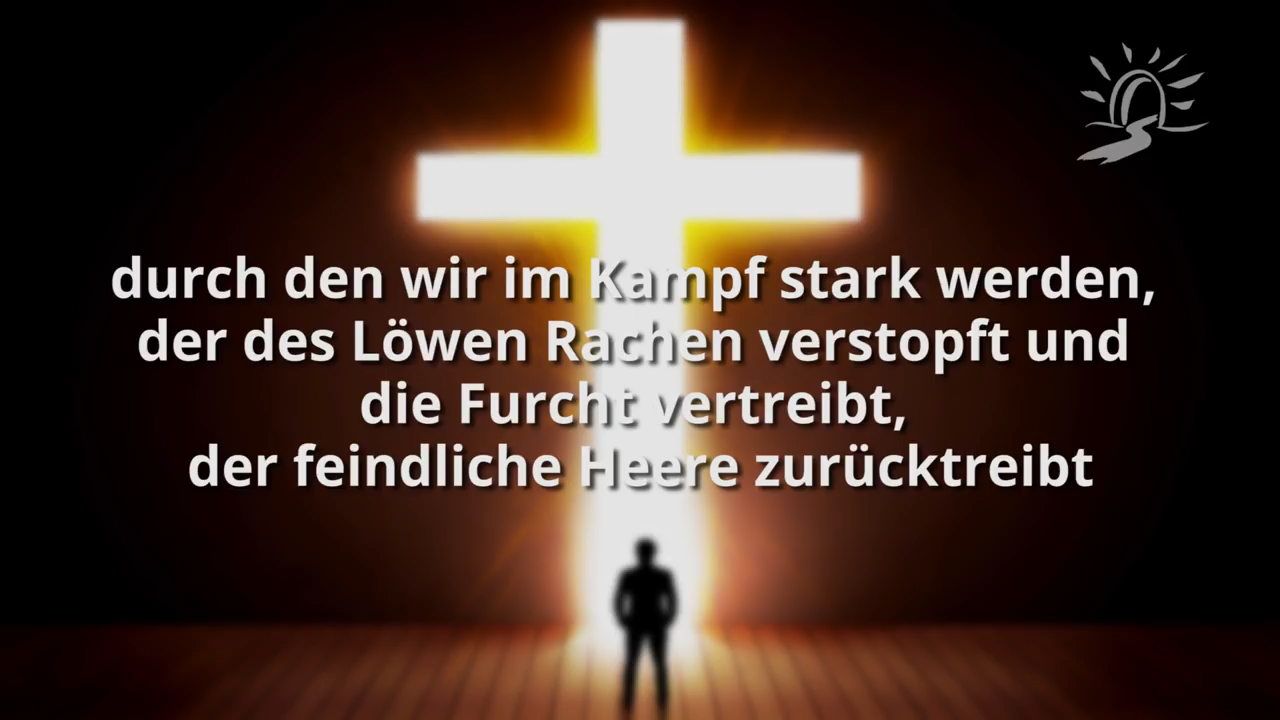 durch den wir im Kampf stark werden,
der des Löwen Rachen verstopft und
die Furcht vertreibt,
der feindliche Heere zurücktreibt